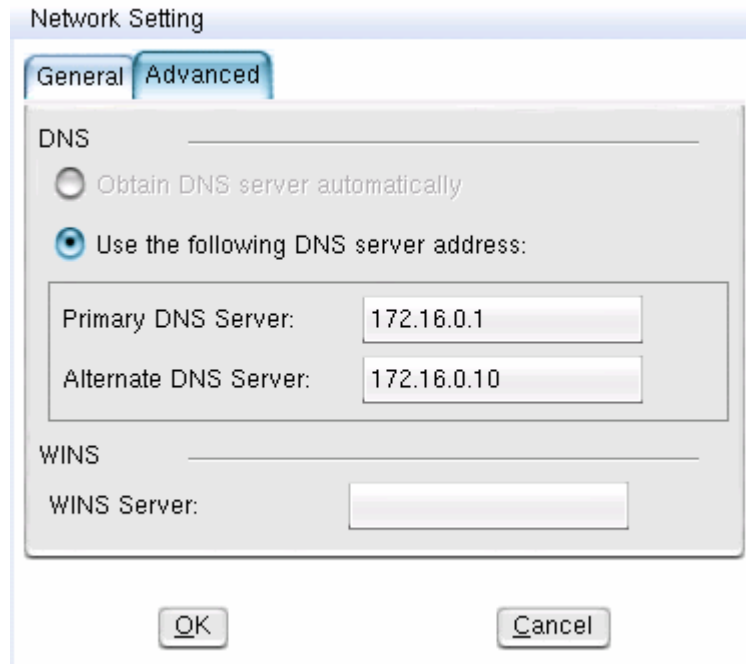 Network Setting
General Advanced
DNS
Obtain DNS server automatically
Use the following DNS server address:
Primary DNS Server: 172.16.0.1
Alternate DNS Server: 172.16.0.10
WINS
WINS Server:
OK Cancel